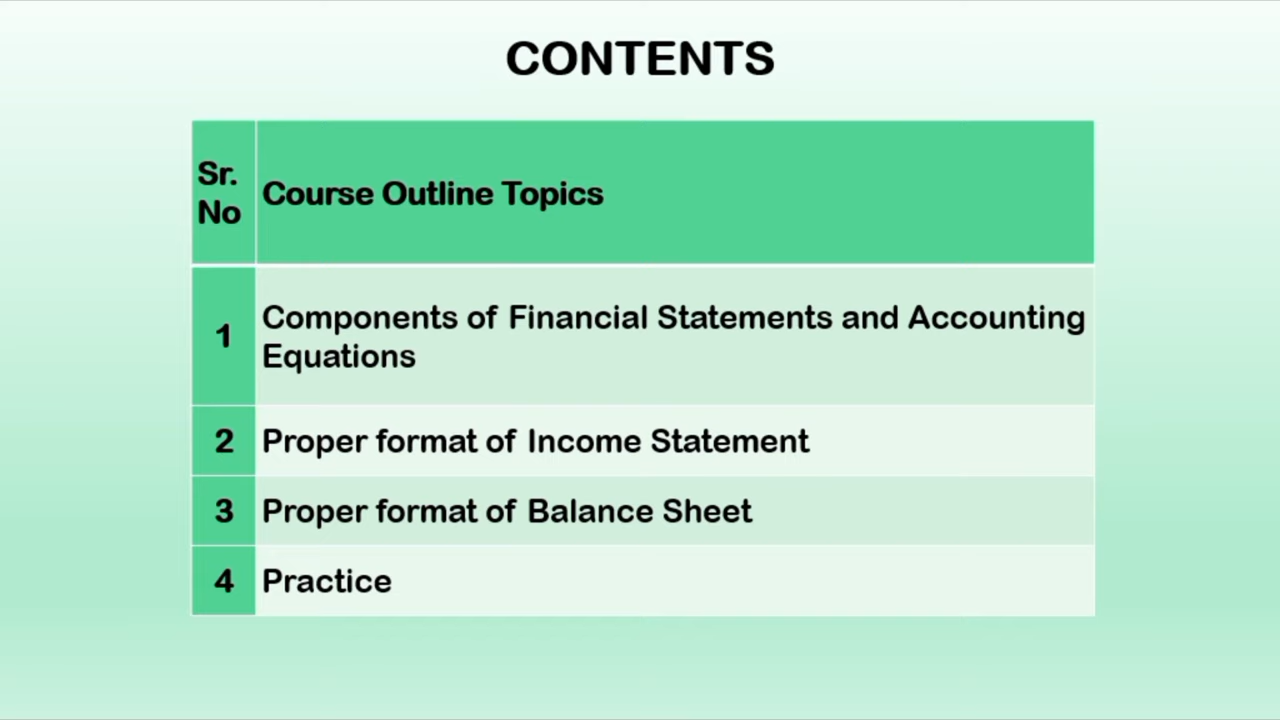 CONTENTS
Sr.
No
Course Outline Topics
1
Components of Financial Statements and Accounting
Equations
2 Proper format of Income Statement
3 Proper format of Balance Sheet
4 Practice